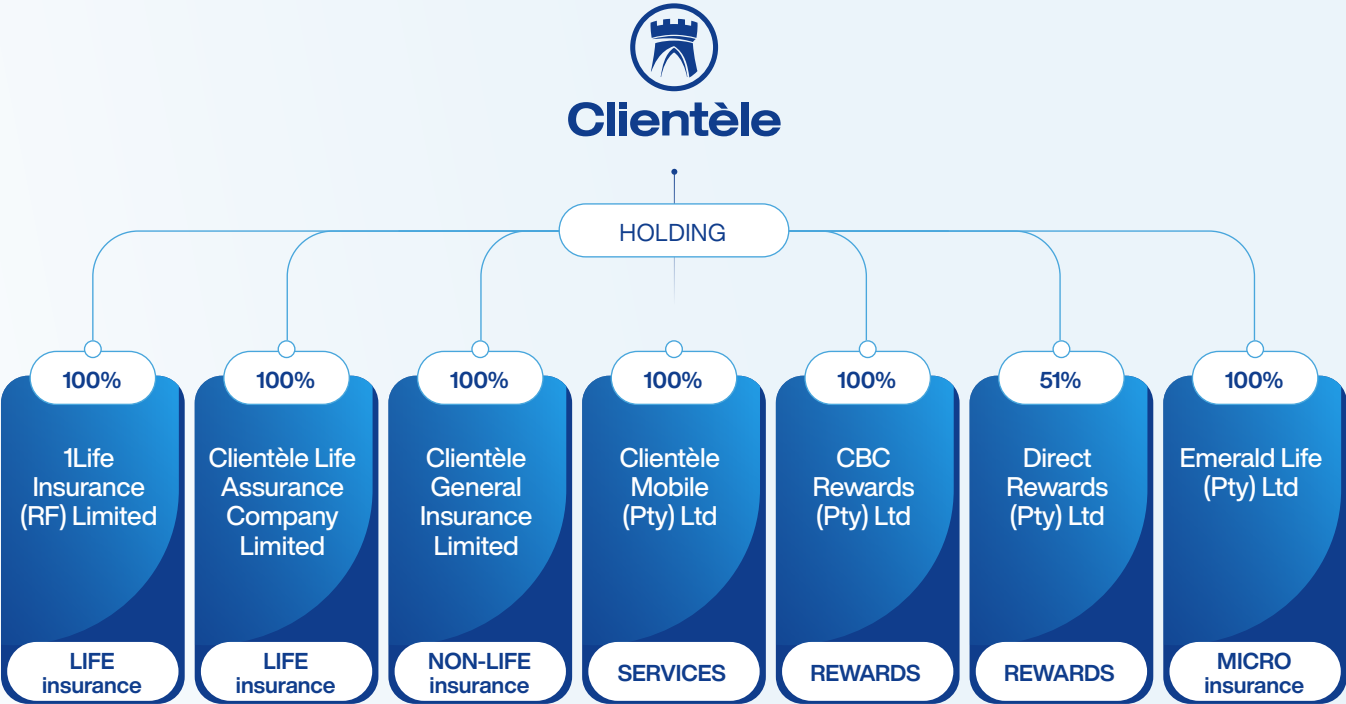 Clientèle
HOLDING
100%
1Life
Insurance
(RF) Limited
LIFE
insurance
100%
Clientèle Life
Assurance
Company
Limited
LIFE
insurance
100%
Clientèle
General
Insurance
Limited
NON-LIFE
insurance
100%
Clientèle
Mobile
(Pty) Ltd
SERVICES
100%
CBC
Rewards
(Pty) Ltd
REWARDS
51%
Direct
Rewards
(Pty) Ltd
REWARDS
100%
Emerald Life
(Pty) Ltd
MICRO
insurance